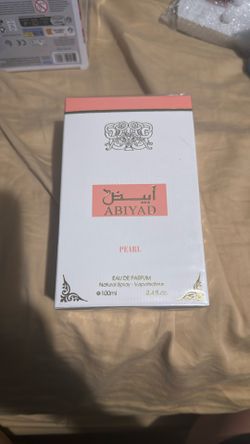 أبيض
ABIYAD
PEARL
EAU DE PARFUM
Natural Spray - Vaporisateur
e 100ml 3.4 fl.oz.